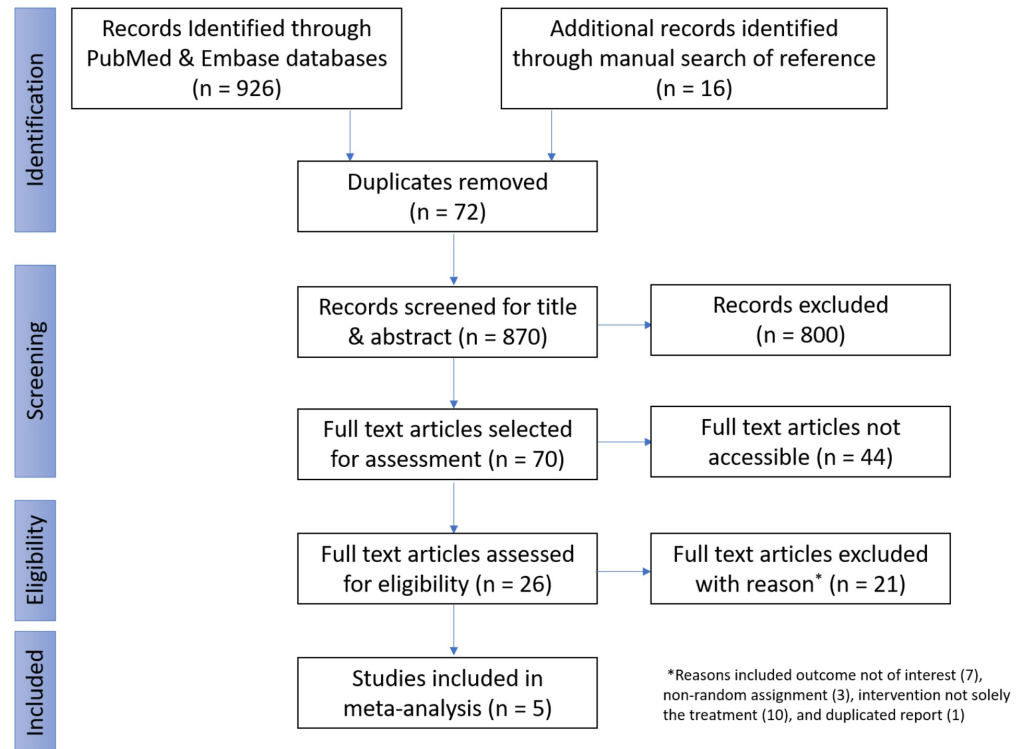 Identification
Records Identified through
PubMed & Embase databases
(n = 926)
Additional records identified
through manual search of reference
(n = 16)
Duplicates removed
(n = 72)
Screening
Records screened for title
& abstract (n = 870)
Records excluded
(n = 800)
Full text articles selected
for assessment (n = 70)
Full text articles not
accessible (n = 44)
Eligibility
Full text articles assessed
for eligibility (n = 26)
Full text articles excluded
with reason* (n = 21)
Included
Studies included in
meta-analysis (n = 5)
*Reasons included outcome not of interest (7),
non-random assignment (3), intervention not solely
the treatment (10), and duplicated report (1)